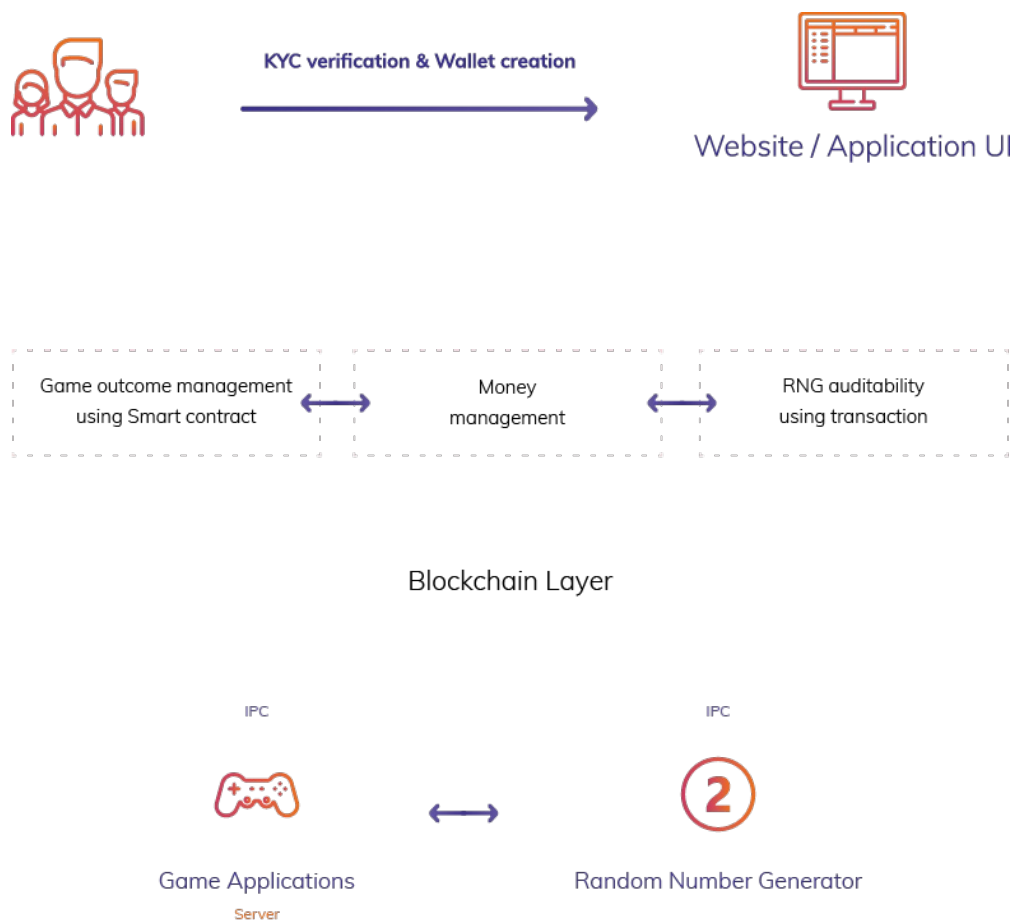 KYC verification & Wallet creation
Website / Application UI
Game outcome management
using Smart contract
Money
management
RNG auditability
using transaction
Blockchain Layer
IPC
IPC
2
Game Applications
Random Number Generator
Server